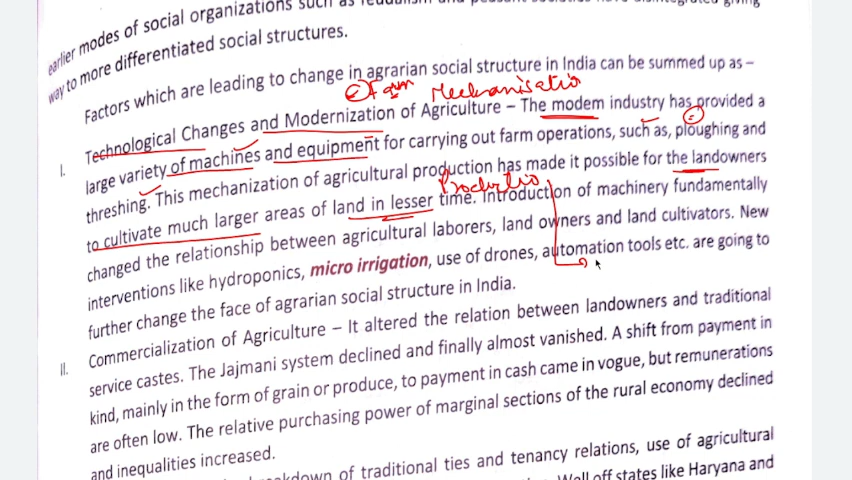 earlier modes of social organizations such as feudalism and peasant societies have disintegrated giving
way to more differentiated social structures.
Factors which are leading to change in agrarian social structure in India can be summed up as –
Farm Mechanisation
I. Technological Changes and Modernization of Agriculture – The modem industry has provided a
large variety of machines and equipment for carrying out farm operations, such as, ploughing and
threshing. This mechanization of agricultural production has made it possible for the landowners
Productio
to cultivate much larger areas of land in lesser time. Introduction of machinery fundamentally
changed the relationship between agricultural laborers, land owners and land cultivators. New
interventions like hydroponics, micro irrigation, use of drones, automation tools etc. are going to
further change the face of agrarian social structure in India.
II. Commercialization of Agriculture – It altered the relation between landowners and traditional
service castes. The Jajmani system declined and finally almost vanished. A shift from payment in
kind, mainly in the form of grain or produce, to payment in cash came in vogue, but remunerations
are often low. The relative purchasing power of marginal sections of the rural economy declined
and inequalities increased.
of traditional ties and tenancy relations, use of agricultural
Well off states like Haryana and